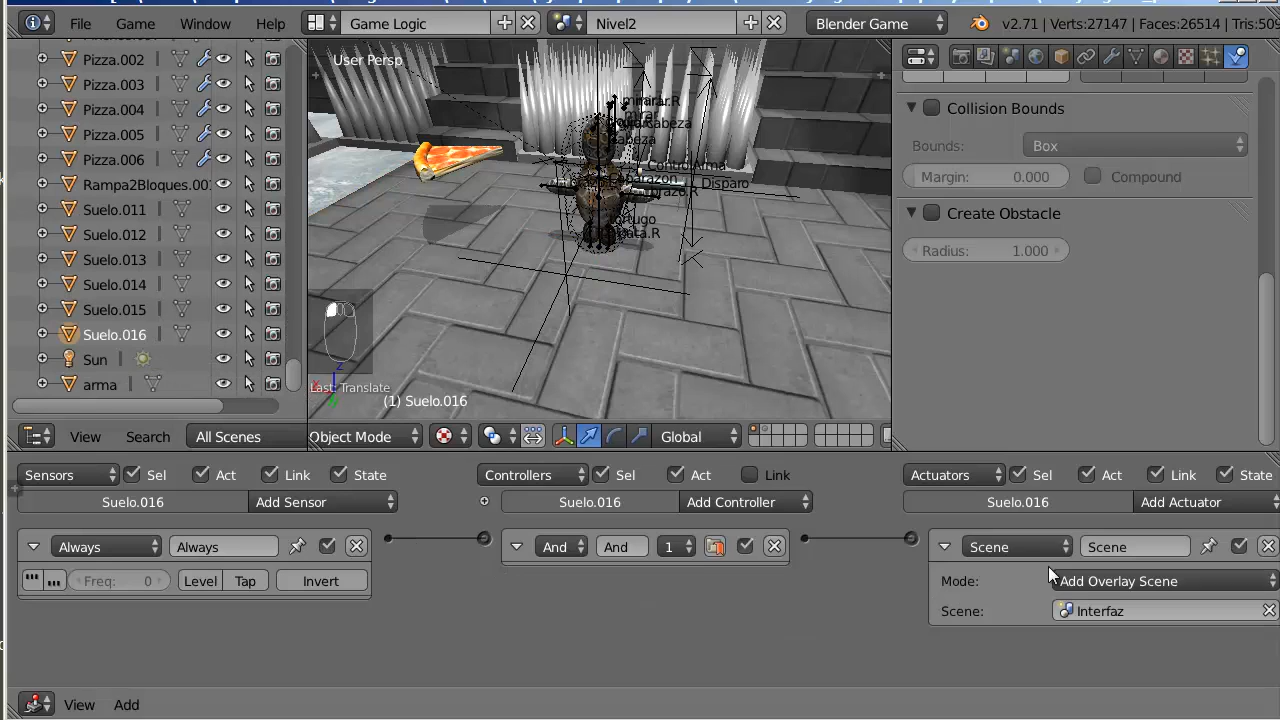 File Game Window Help Game Logic Nivel2 Blender Game v2.71 | Verts:27147 | Faces:26514 | Tris:509
Pizza.002
Pizza.003
Pizza.004
Pizza.005
Pizza.006
Rampa2Bloques.00
Suelo.011
Suelo.012
Suelo.013
Suelo.014
Suelo.015
Suelo.016
Sun
arma
View Search All Scenes
User Persp
ControlArma
Disparo
Last: Translate
(1) Suelo.016
z
Object Mode Global
Collision Bounds
Bounds: Box
Margin: 0.000 Compound
Create Obstacle
Radius: 1.000
Sensors Sel Act Link State Controllers Sel Act Link Actuators Sel Act Link State
Suelo.016 Add Sensor Suelo.016 Add Controller Suelo.016 Add Actuator
Always Always And And 1 Scene Scene
Freq: 0 Level Tap Invert Mode: Add Overlay Scene
Scene: Interfaz
View Add